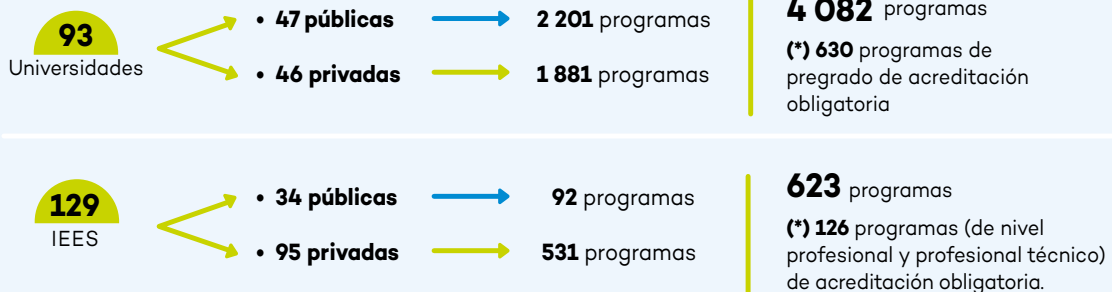 93
Universidades
• 47 públicas
2 201 programas
• 46 privadas
1 881 programas
4 082 programas
(*) 630 programas de
pregrado de acreditación
obligatoria
129
IEES
• 34 públicas
92 programas
• 95 privadas
531 programas
623 programas
(*) 126 programas (de nivel
profesional y profesional técnico)
de acreditación obligatoria.